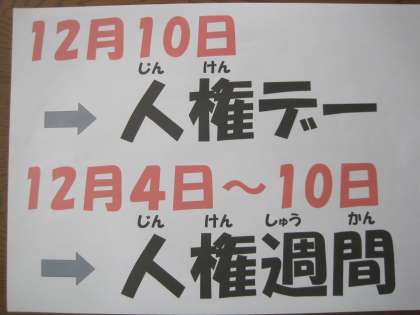 12月10日
じん けん
→ 人権デー
12月4日～10日
じん けん しゅう かん
→ 人権週間